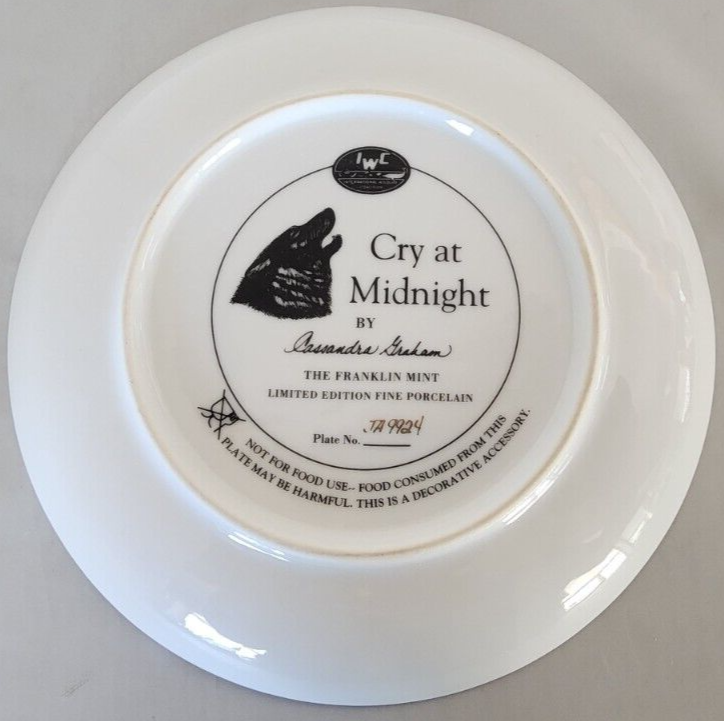 IWC
Cry at
Midnight
BY
Cassandra Graham
THE FRANKLIN MINT
LIMITED EDITION FINE PORCELAIN
Plate No. JA9924
NOT FOR FOOD USE-- FOOD CONSUMED FROM THIS
PLATE MAY BE HARMFUL. THIS IS A DECORATIVE ACCESSORY.